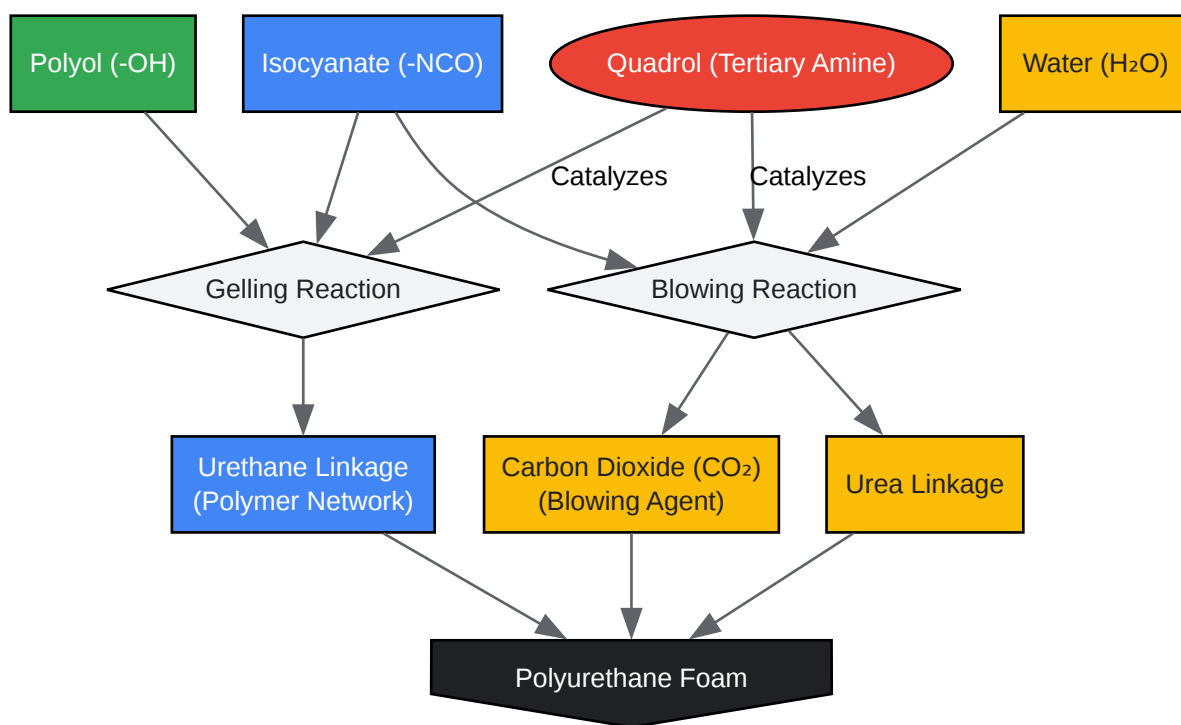 Polyol (-OH)
Isocyanate (-NCO)
Quadrol (Tertiary Amine)
Water (H₂O)
Catalyzes
Catalyzes
Gelling Reaction
Blowing Reaction
Urethane Linkage
(Polymer Network)
Carbon Dioxide (CO₂)
(Blowing Agent)
Urea Linkage
Polyurethane Foam